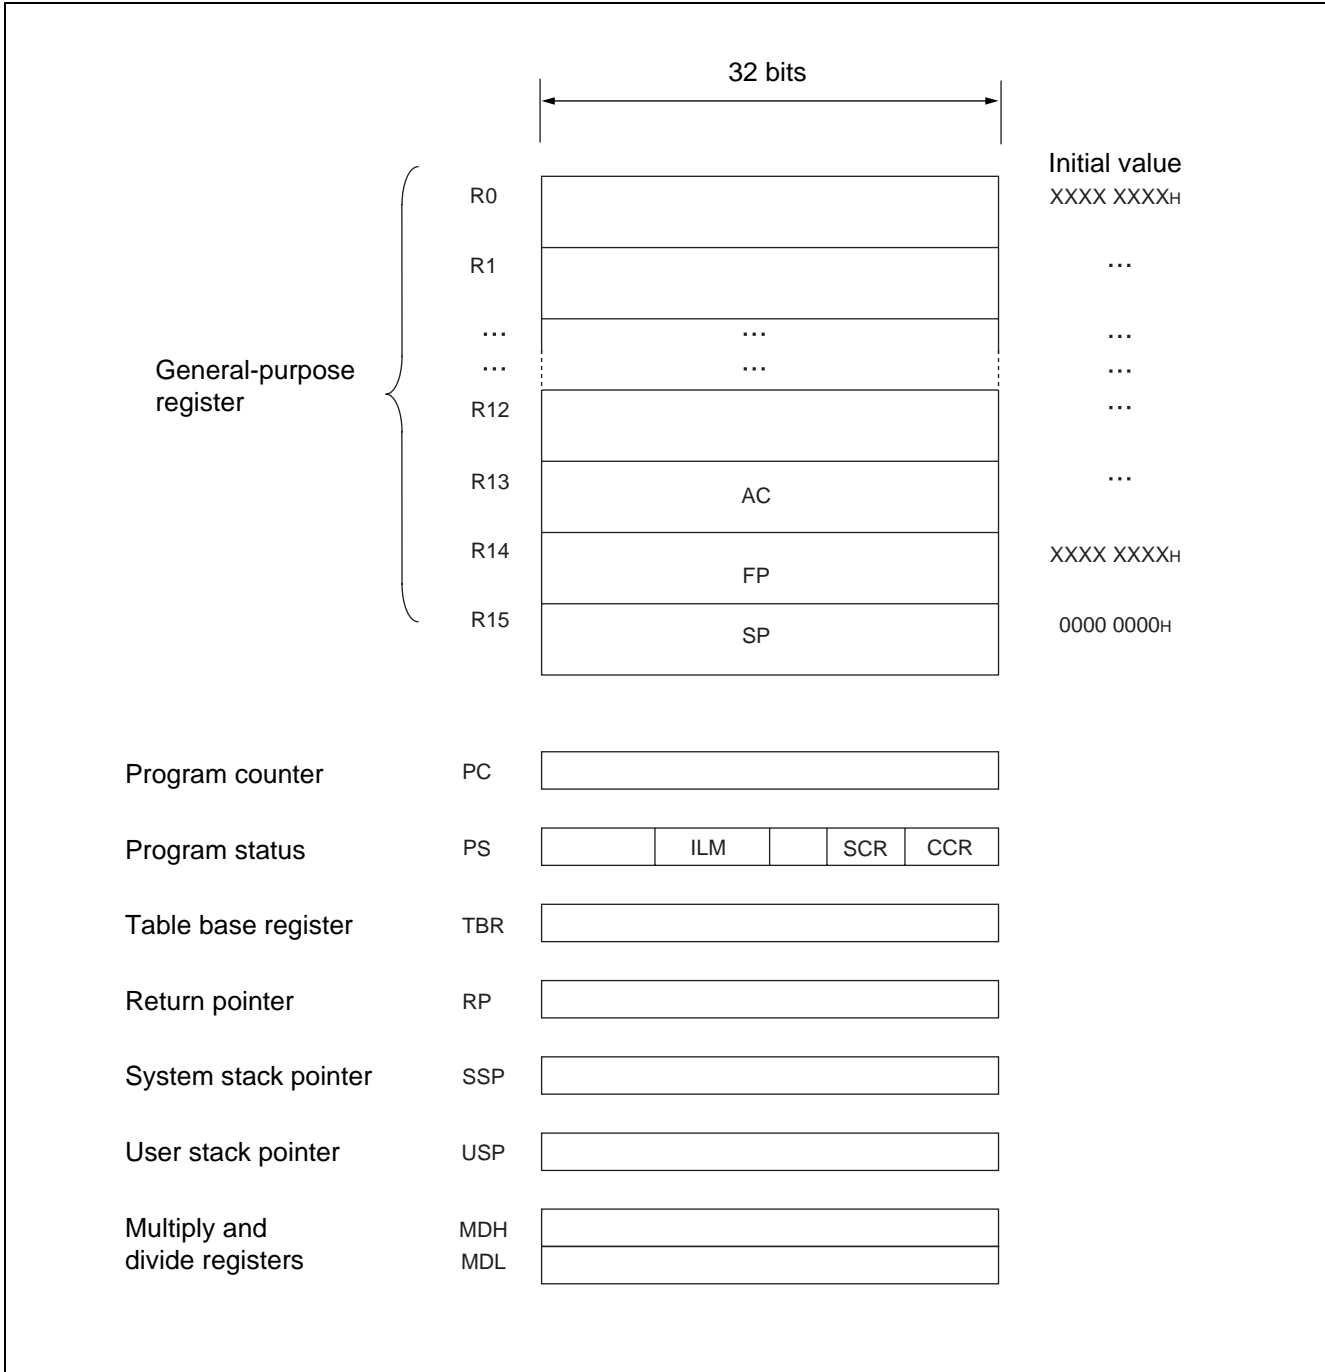 32 bits
Initial value
R0 XXXX XXXXH
R1 ...
... ... ...
... ... ...
General-purpose
register
R12 ...
R13 AC ...
R14 FP XXXX XXXXH
R15 SP 0000 0000H
Program counter PC
Program status PS ILM SCR CCR
Table base register TBR
Return pointer RP
System stack pointer SSP
User stack pointer USP
Multiply and MDH
divide registers MDL